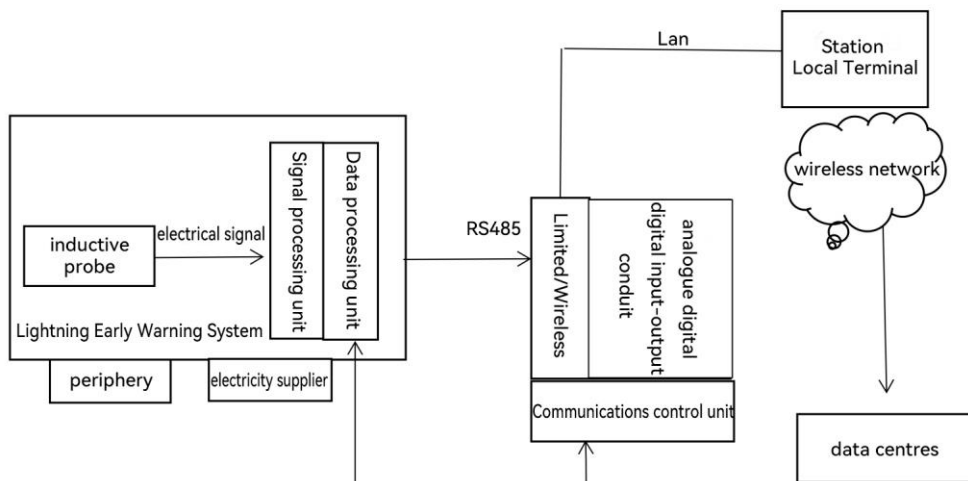 Lan
Station
Local Terminal
wireless network
Signal processing unit
Data processing unit
electrical signal
inductive
probe
Lightning Early Warning System
RS485
Limited/Wireless
analogue digital
digital input-output
conduit
periphery
electricity supplier
Communications control unit
data centres